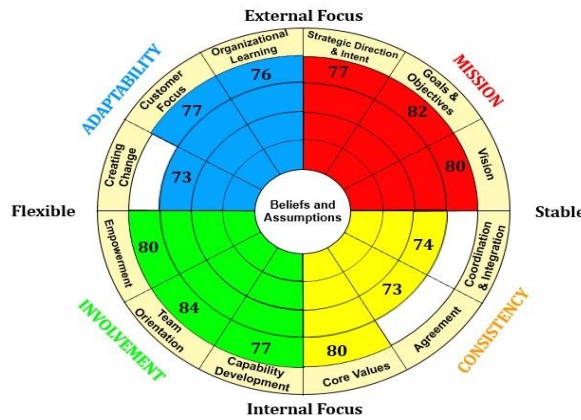 External Focus
ADAPTABILITY
MISSION
Organizational
Learning
76
Strategic Direction
& Intent
77
Customer
Focus
77
Goals &
Objectives
82
Creating
Change
73
Vision
80
Flexible
Beliefs and
Assumptions
Stable
Empowerment
80
Coordination
& Integration
74
Team
Orientation
84
Agreement
73
Capability
Development
77
Core Values
80
INVOLVEMENT
CONSISTENCY
Internal Focus